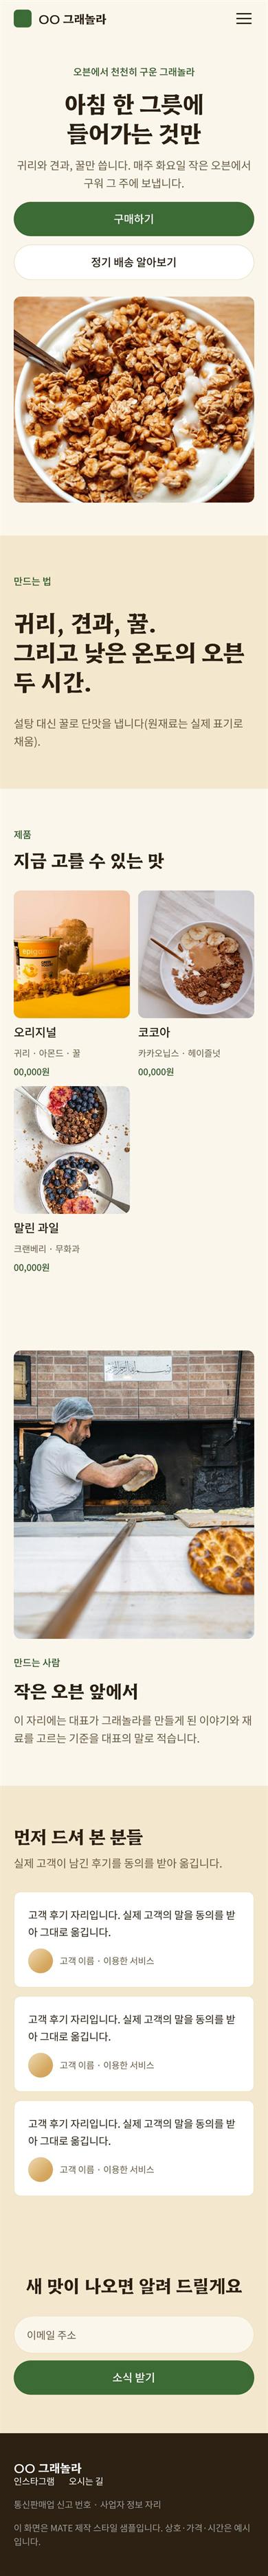 OO 그래놀라
오븐에서 천천히 구운 그래놀라
아침 한 그릇에
들어가는 것만
귀리와 견과, 꿀만 씁니다. 매주 화요일 작은 오븐에서
구워 그 주에 보냅니다.
구매하기
정기 배송 알아보기
만드는 법
귀리, 견과, 꿀.
그리고 낮은 온도의 오븐
두 시간.
설탕 대신 꿀로 단맛을 냅니다(원재료는 실제 표기로
채움).
제품
지금 고를 수 있는 맛
오리지널
귀리 · 아몬드 · 꿀
00,000원
코코아
카카오닙스 · 헤이즐넛
00,000원
말린 과일
크랜베리 · 무화과
00,000원
만드는 사람
작은 오븐 앞에서
이 자리에는 대표가 그래놀라를 만들게 된 이야기와 재
료를 고르는 기준을 대표의 말로 적습니다.
먼저 드셔 본 분들
실제 고객이 남긴 후기를 동의를 받아 옮깁니다.
고객 후기 자리입니다. 실제 고객의 말을 동의를 받
아 그대로 옮깁니다.
고객 이름 · 이용한 서비스
고객 후기 자리입니다. 실제 고객의 말을 동의를 받
아 그대로 옮깁니다.
고객 이름 · 이용한 서비스
고객 후기 자리입니다. 실제 고객의 말을 동의를 받
아 그대로 옮깁니다.
고객 이름 · 이용한 서비스
새 맛이 나오면 알려 드릴게요
이메일 주소
소식 받기
OO 그래놀라
인스타그램 오시는 길
통신판매업 신고 번호 · 사업자 정보 자리
이 화면은 MATE 제작 스타일 샘플입니다. 상호·가격·시간은 예시
입니다.